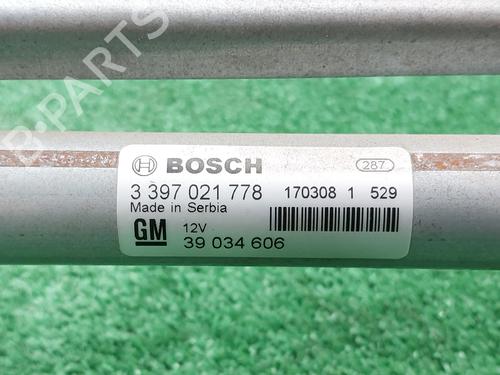 B-PARTS
BOSCH 287
3 397 021 778 170308 1 529
Made in Serbia
GM 12V
39 034 606